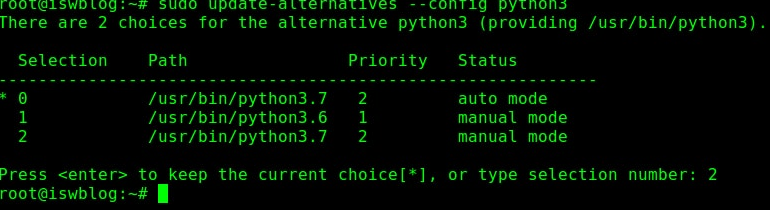 root@iswblog:~# sudo update-alternatives --config python3
There are 2 choices for the alternative python3 (providing /usr/bin/python3).
Selection    Path                Priority   Status
------------------------------------------------------------
* 0            /usr/bin/python3.7   2         auto mode
1            /usr/bin/python3.6   1         manual mode
2            /usr/bin/python3.7   2         manual mode
Press <enter> to keep the current choice[*], or type selection number: 2
root@iswblog:~#